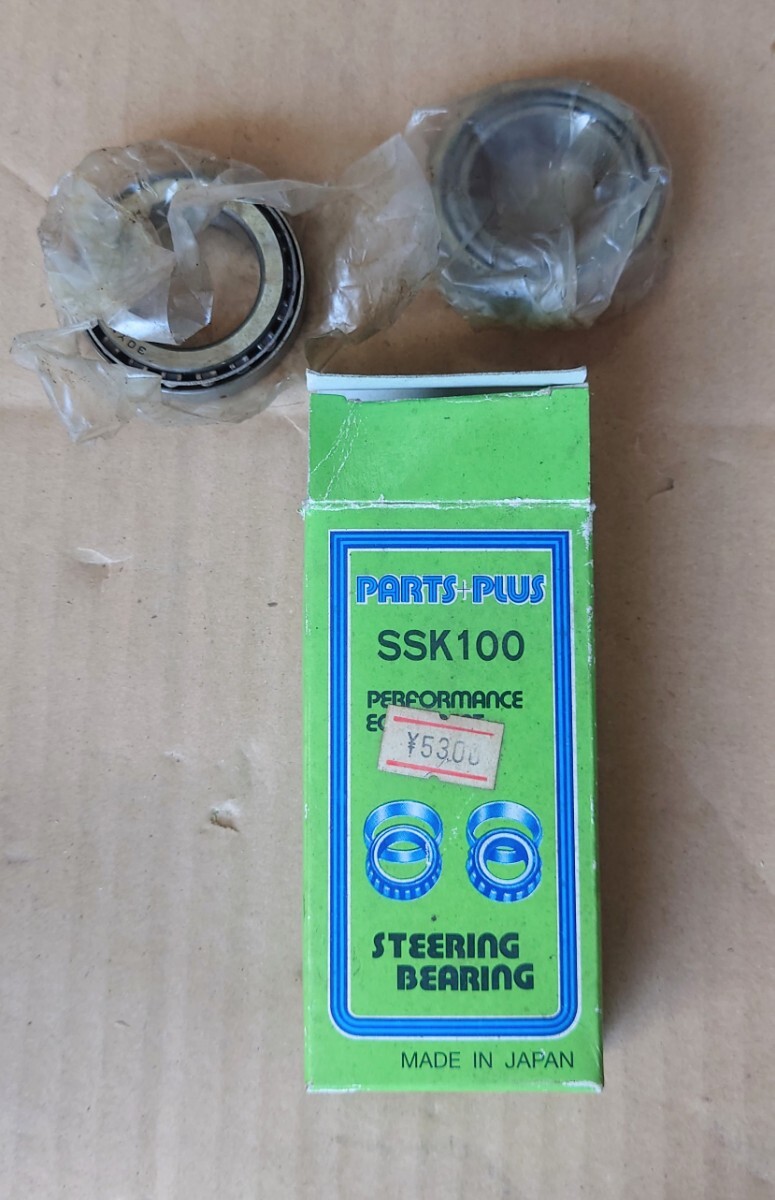 PARTS+PLUS
SSK100
PERFORMANCE
¥5300
STEERING
BEARING
MADE IN JAPAN